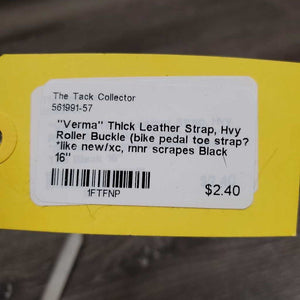 The Tack Collector
561991-57
"Verma" Thick Leather Strap, Hvy
Roller Buckle (bike pedal toe strap?
*like new/xc, mnr scrapes Black
16"
1FTFNP
$2.40